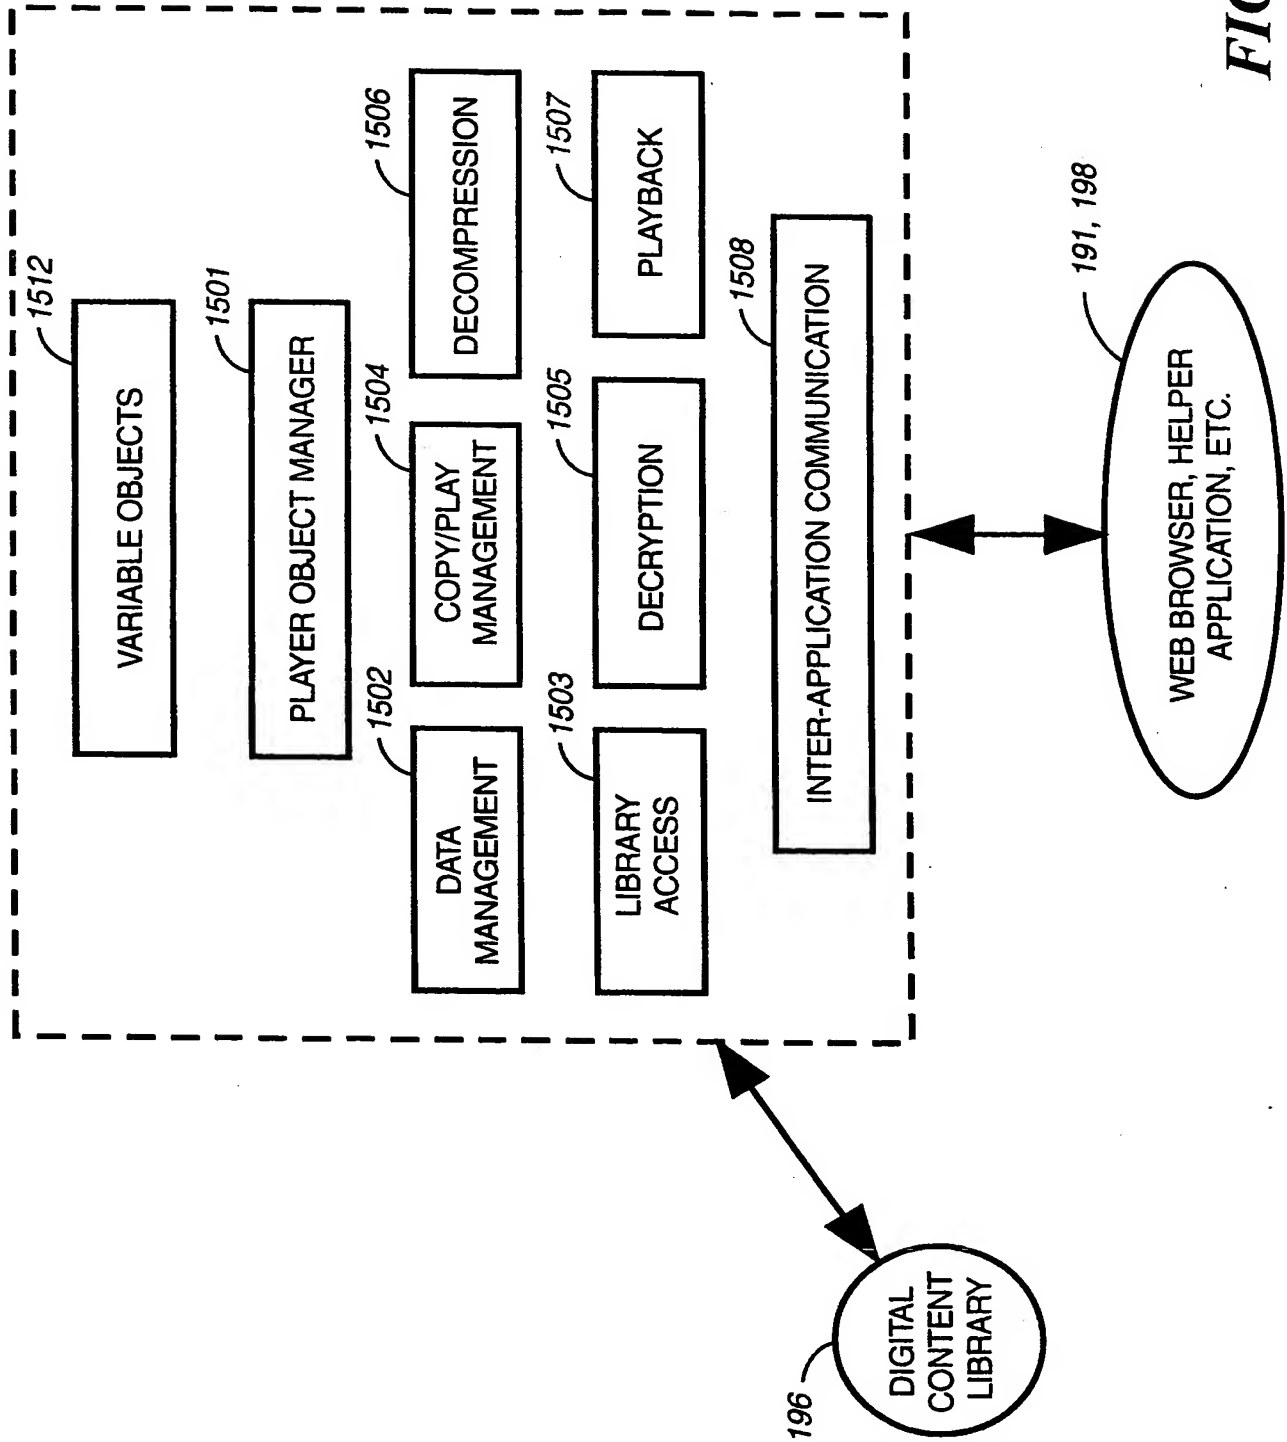 1512
VARIABLE OBJECTS
1501
PLAYER OBJECT MANAGER
1502
DATA
MANAGEMENT
1504
COPY/PLAY
MANAGEMENT
1506
DECOMPRESSION
1503
LIBRARY
ACCESS
1505
DECRYPTION
1507
PLAYBACK
1508
INTER-APPLICATION COMMUNICATION
196
DIGITAL
CONTENT
LIBRARY
191, 198
WEB BROWSER, HELPER
APPLICATION, ETC.